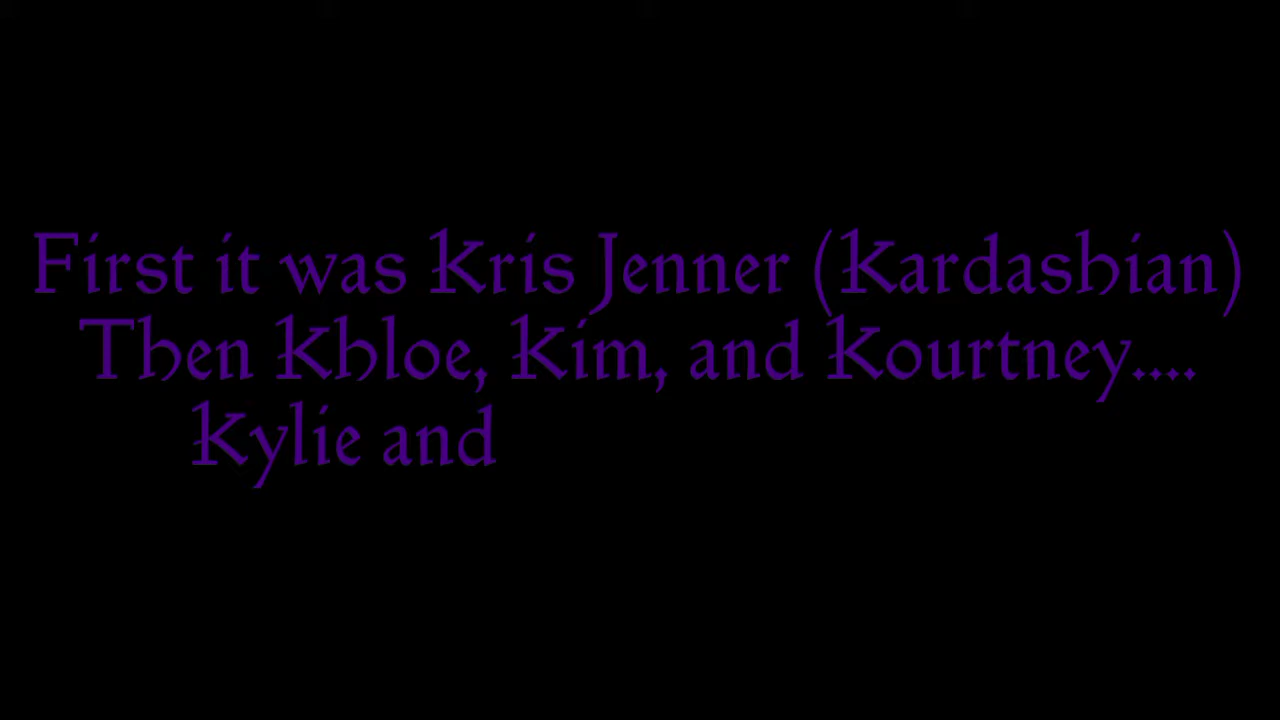 First it was Kris Jenner (Kardashian)
Then Khloe, Kim, and Kourtney....
Kylie and